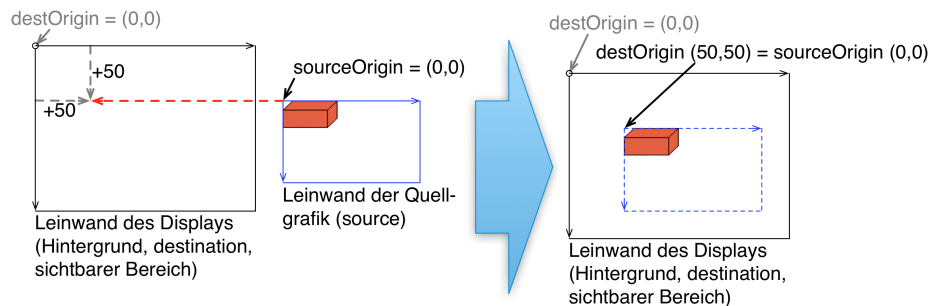 destOrigin = (0,0)
+50
+50
sourceOrigin = (0,0)
Leinwand der Quell-
grafik (source)
Leinwand des Displays
(Hintergrund, destination,
sichtbarer Bereich)
destOrigin = (0,0)
destOrigin (50,50) = sourceOrigin (0,0)
Leinwand des Displays
(Hintergrund, destination,
sichtbarer Bereich)